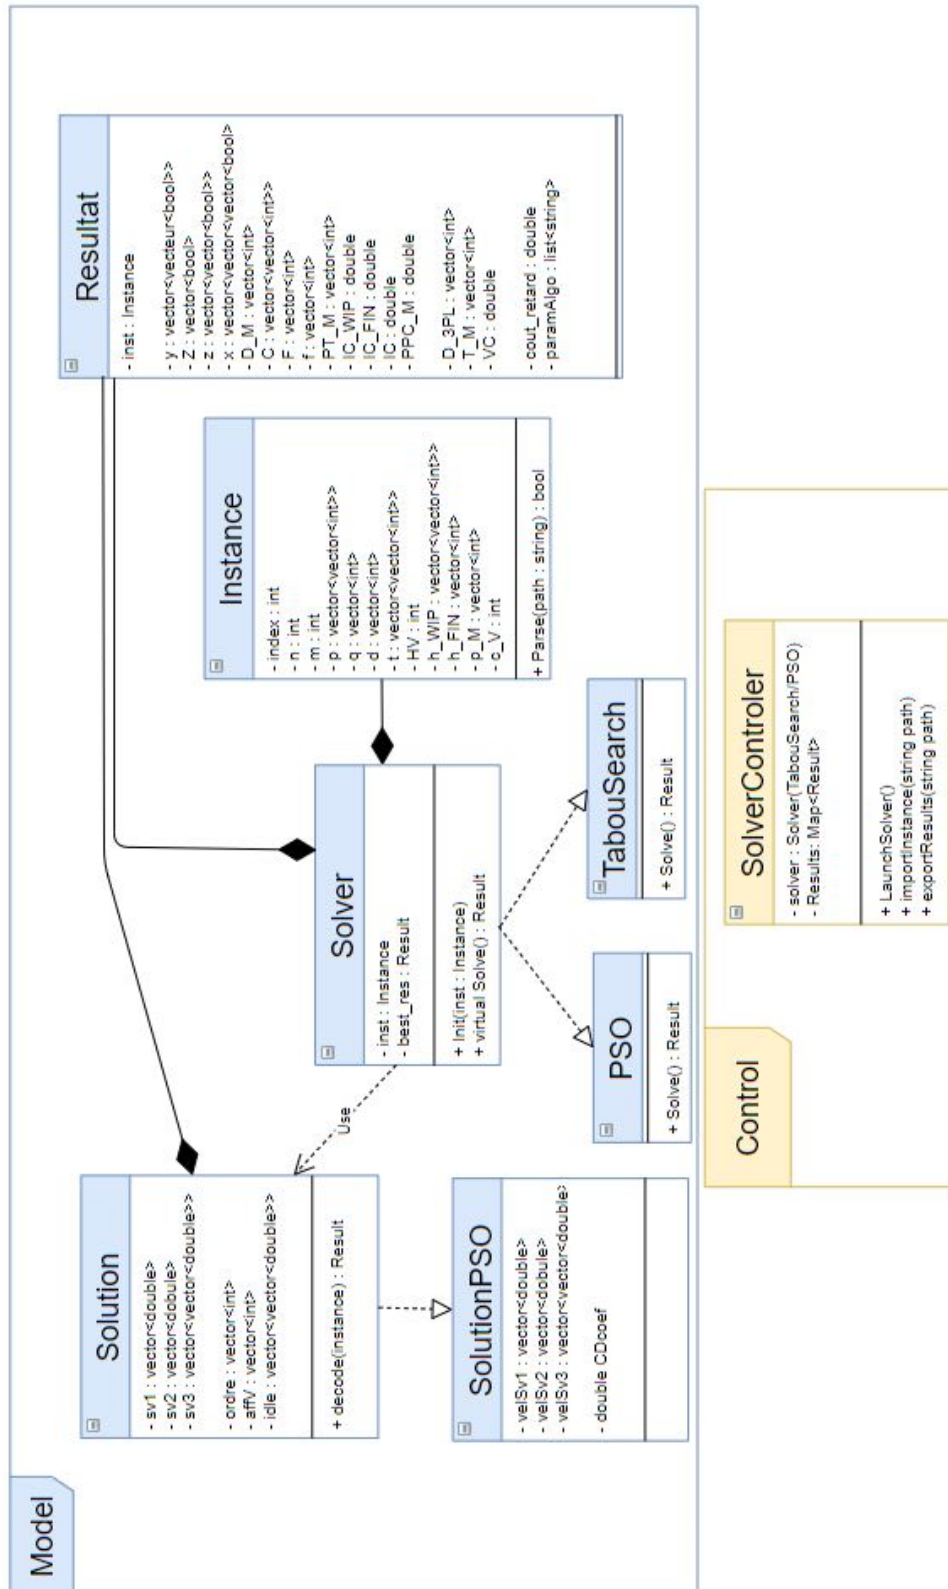 Model
Solution
- sv1 : vector<double>
- sv2 : vector<dobule>
- sv3 : vector<vector<double>>
- ordre : vector<int>
- affV : vector<int>
- idle : vector<vector<double>>
+ decode(instance) : Result
Use
Solver
- inst : Instance
- best_res : Result
+ Init(inst : Instance)
+ virtual Solve() : Result
Instance
- index : int
- n : int
- m : int
- p : vector<vector<int>>
- q : vector<int>
- d : vector<int>
- t : vector<vector<int>>
- HV : int
- h_WIP : vector<vector<int>>
- h_FIN : vector<int>
- p_M : vector<int>
- c_V : int
+ Parse(path : string) : bool
Resultat
- inst : Instance
- y : vector<vecteur<bool>>
- Z : vector<bool>
- z : vector<vector<bool>>
- x : vector<vector<vector<bool>
- D_M : vector<int>
- C : vector<vector<int>>
- F : vector<int>
- f : vector<int>
- PT_M : vector<int>
- IC_WIP : double
- IC_FIN : double
- IC : double
- PPC_M : double
- D_3PL : vector<int>
- T_M : vector<int>
- VC : double
- cout_retard : double
- paramAlgo : list<string>
SolutionPSO
- velSv1 : vector<double>
- velSv2 : vector<dobule>
- velSv3 : vector<vector<double>
- double CDcoef
PSO
+ Solve() : Result
TabouSearch
+ Solve() : Result
Control
SolverControler
- solver : Solver(TabouSearch/PSO)
- Results: Map<Result>
+ LaunchSolver()
+ importInstance(string path)
+ exportResults(string path)